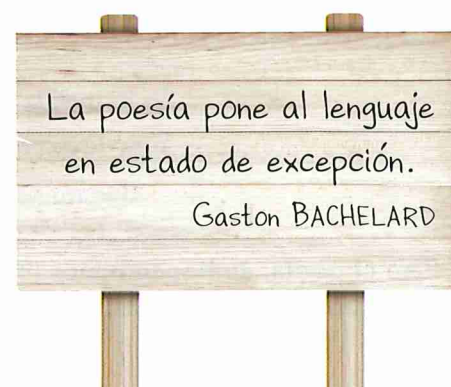 La poesía pone al lenguaje
en estado de excepción.
Gaston BACHELARD